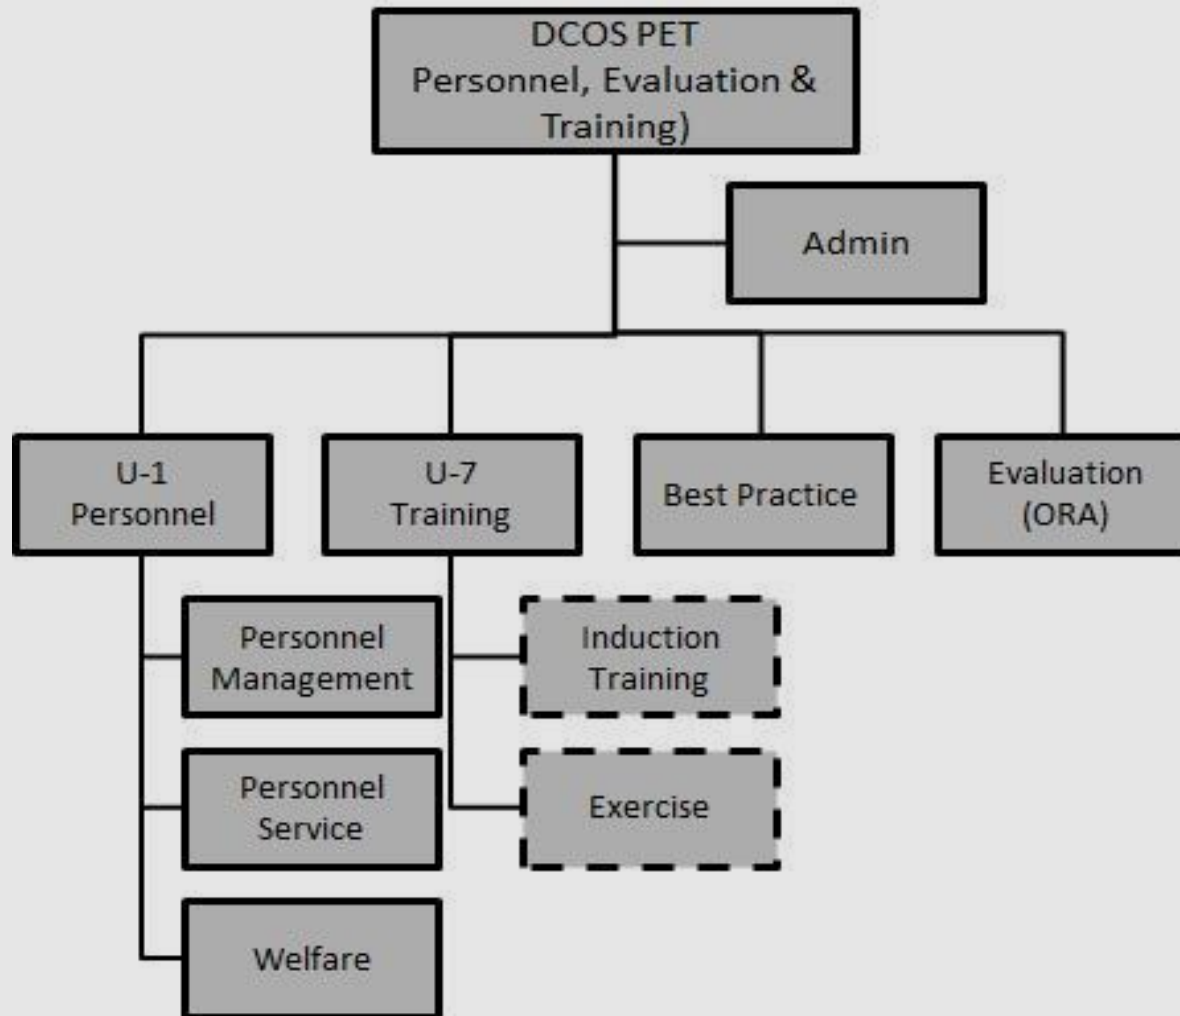 DCOS PET
Personnel, Evaluation &
Training)
Admin
U-1
Personnel
U-7
Training
Best Practice
Evaluation
(ORA)
Personnel
Management
Induction
Training
Personnel
Service
Exercise
Welfare